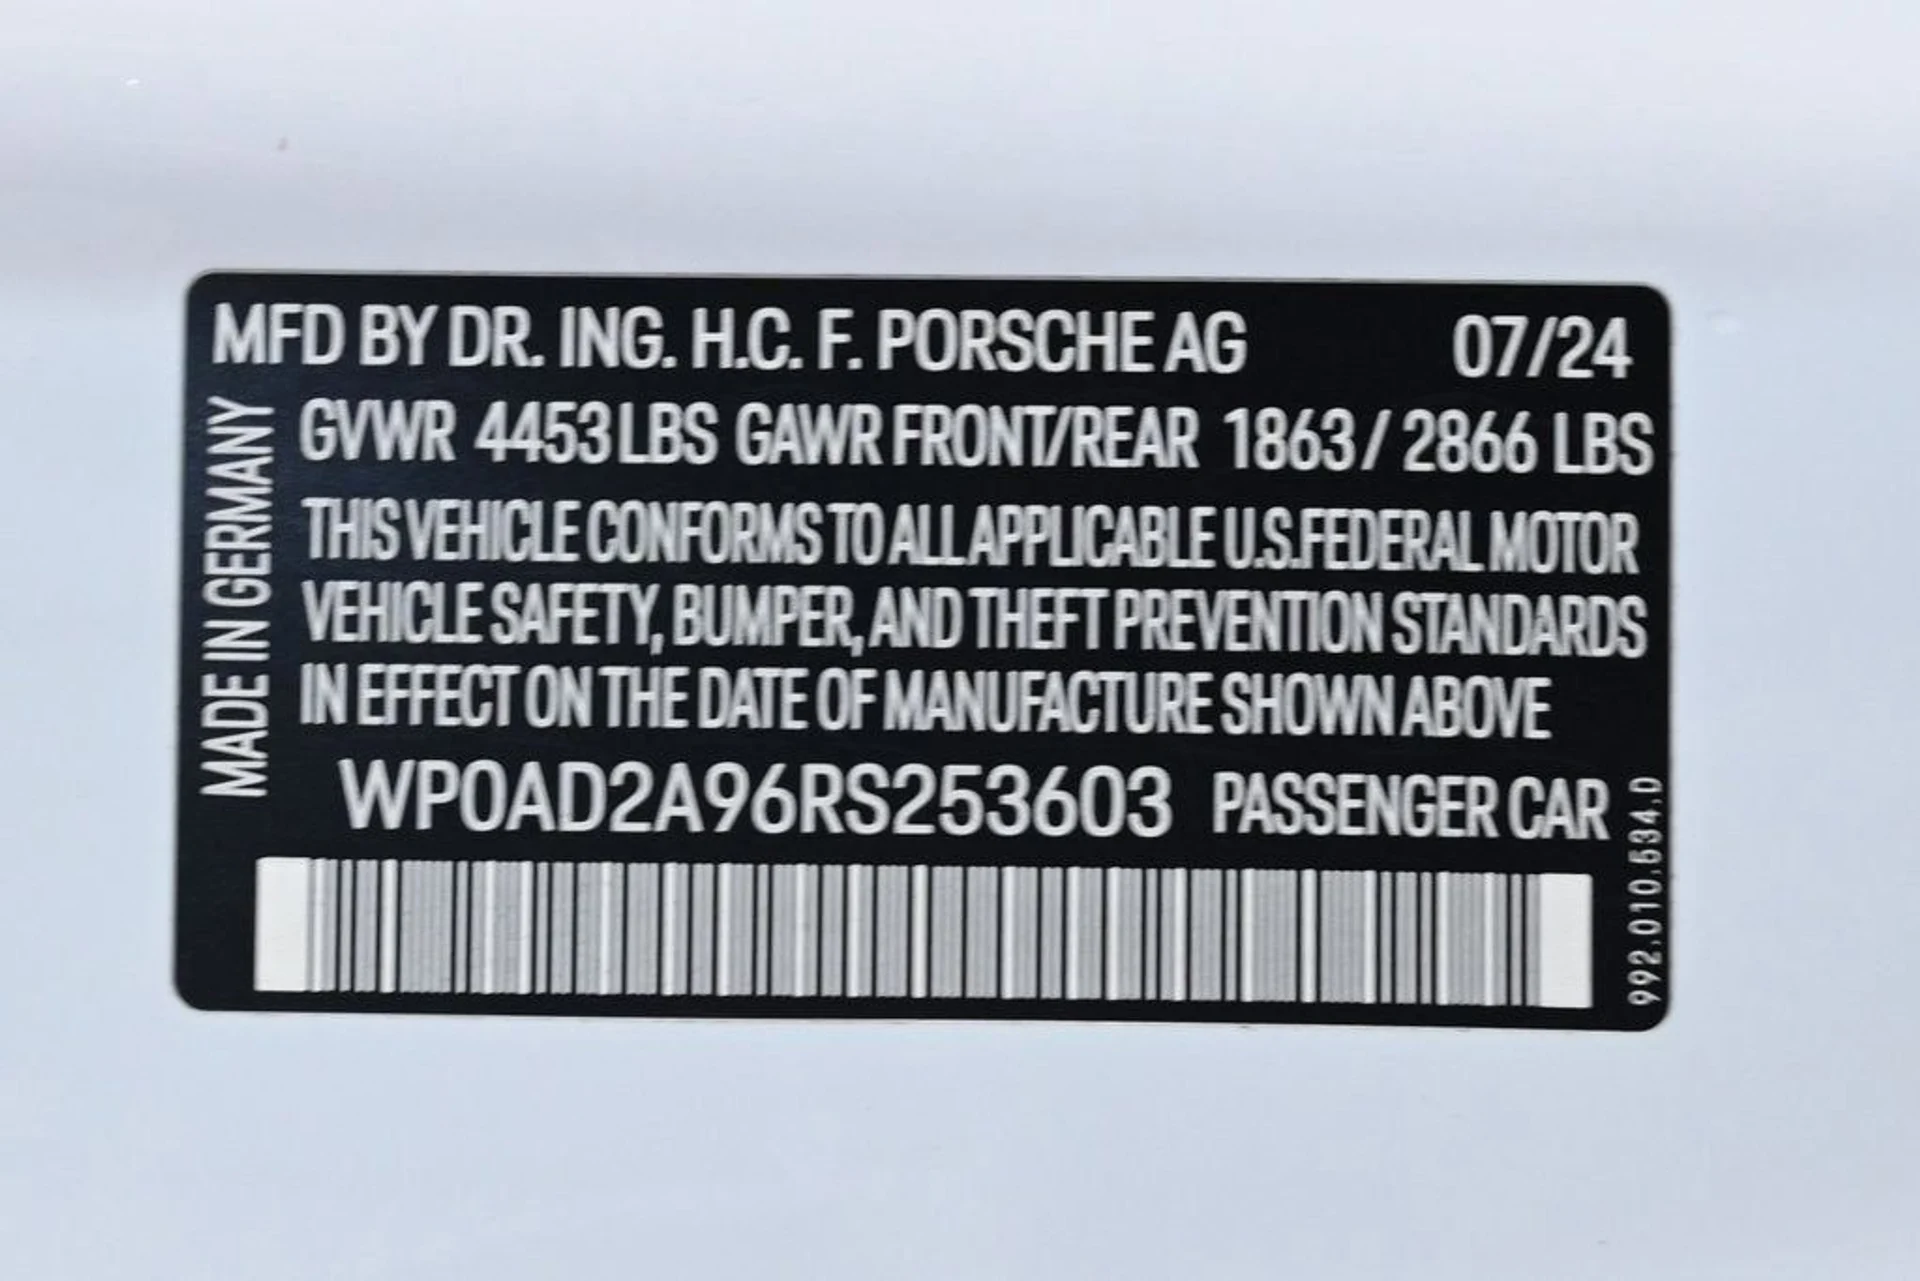 MFD BY DR. ING. H.C. F. PORSCHE AG 07/24
GVWR 4453 LBS GAWR FRONT/REAR 1863 / 2866 LBS
THIS VEHICLE CONFORMS TO ALL APPLICABLE U.S. FEDERAL MOTOR
VEHICLE SAFETY, BUMPER, AND THEFT PREVENTION STANDARDS
IN EFFECT ON THE DATE OF MANUFACTURE SHOWN ABOVE
WP0AD2A96RS253603 PASSENGER CAR
MADE IN GERMANY
992.010.534.D